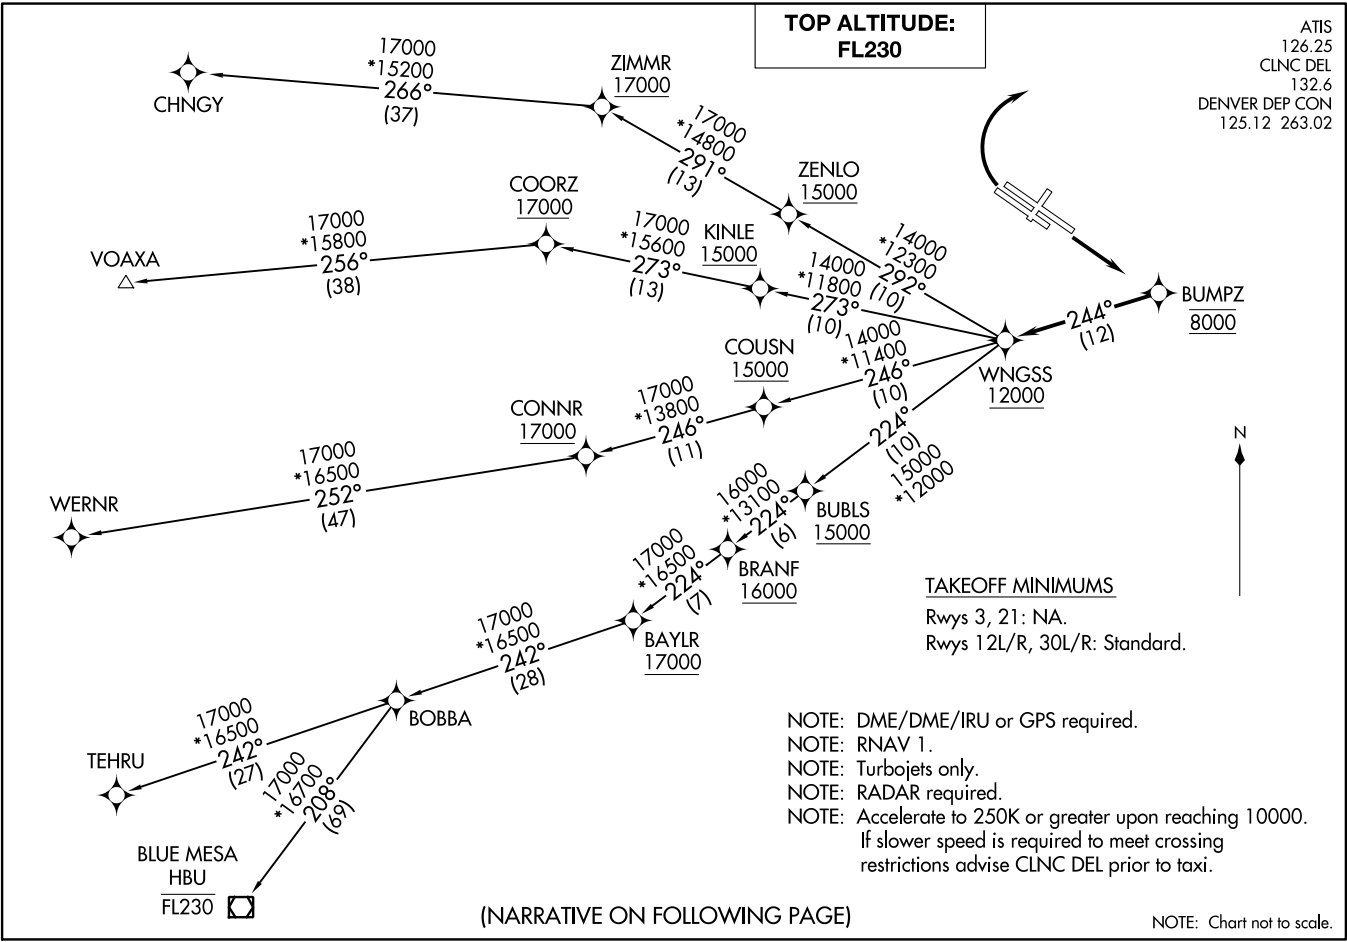 TOP ALTITUDE:
FL230
ATIS
126.25
CLNC DEL
132.6
DENVER DEP CON
125.12 263.02
CHNGY
17000
*15200
266°
(37)
ZIMMR
17000
17000
*14800
291°
(13)
ZENLO
15000
14000
*12300
292°
(10)
VOAXA
17000
*15800
256°
(38)
COORZ
17000
17000
*15600
273°
(13)
KINLE
15000
14000
*11800
273°
(10)
BUMPZ
8000
244°
(12)
WNGSS
12000
WERNR
17000
*16500
252°
(47)
CONNR
17000
17000
*13800
246°
(11)
COUSN
15000
14000
*11400
246°
(10)
224°
(10)
15000
*12000
BUBLS
15000
16000
*13100
224°
(6)
BRANF
16000
17000
*16500
224°
(7)
BAYLR
17000
17000
*16500
242°
(28)
BOBBA
17000
*16500
242°
(27)
TEHRU
17000
*16700
208°
(69)
BLUE MESA
HBU
FL230
N
TAKEOFF MINIMUMS
Rwys 3, 21: NA.
Rwys 12L/R, 30L/R: Standard.
NOTE: DME/DME/IRU or GPS required.
NOTE: RNAV 1.
NOTE: Turbojets only.
NOTE: RADAR required.
NOTE: Accelerate to 250K or greater upon reaching 10000.
If slower speed is required to meet crossing
restrictions advise CLNC DEL prior to taxi.
(NARRATIVE ON FOLLOWING PAGE)
NOTE: Chart not to scale.